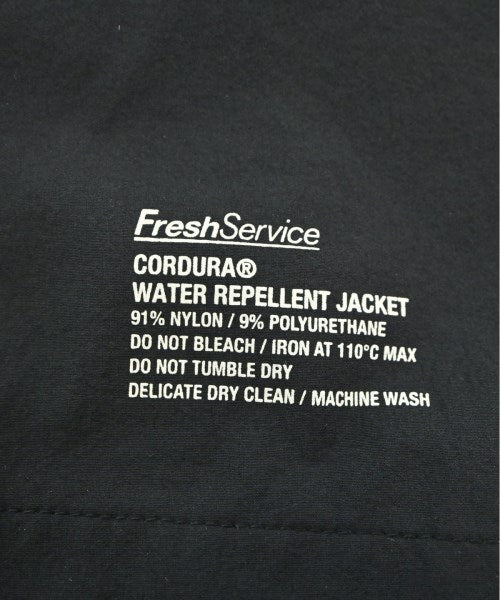 FreshService
CORDURA®
WATER REPELLENT JACKET
91% NYLON / 9% POLYURETHANE
DO NOT BLEACH / IRON AT 110°C MAX
DO NOT TUMBLE DRY
DELICATE DRY CLEAN / MACHINE WASH